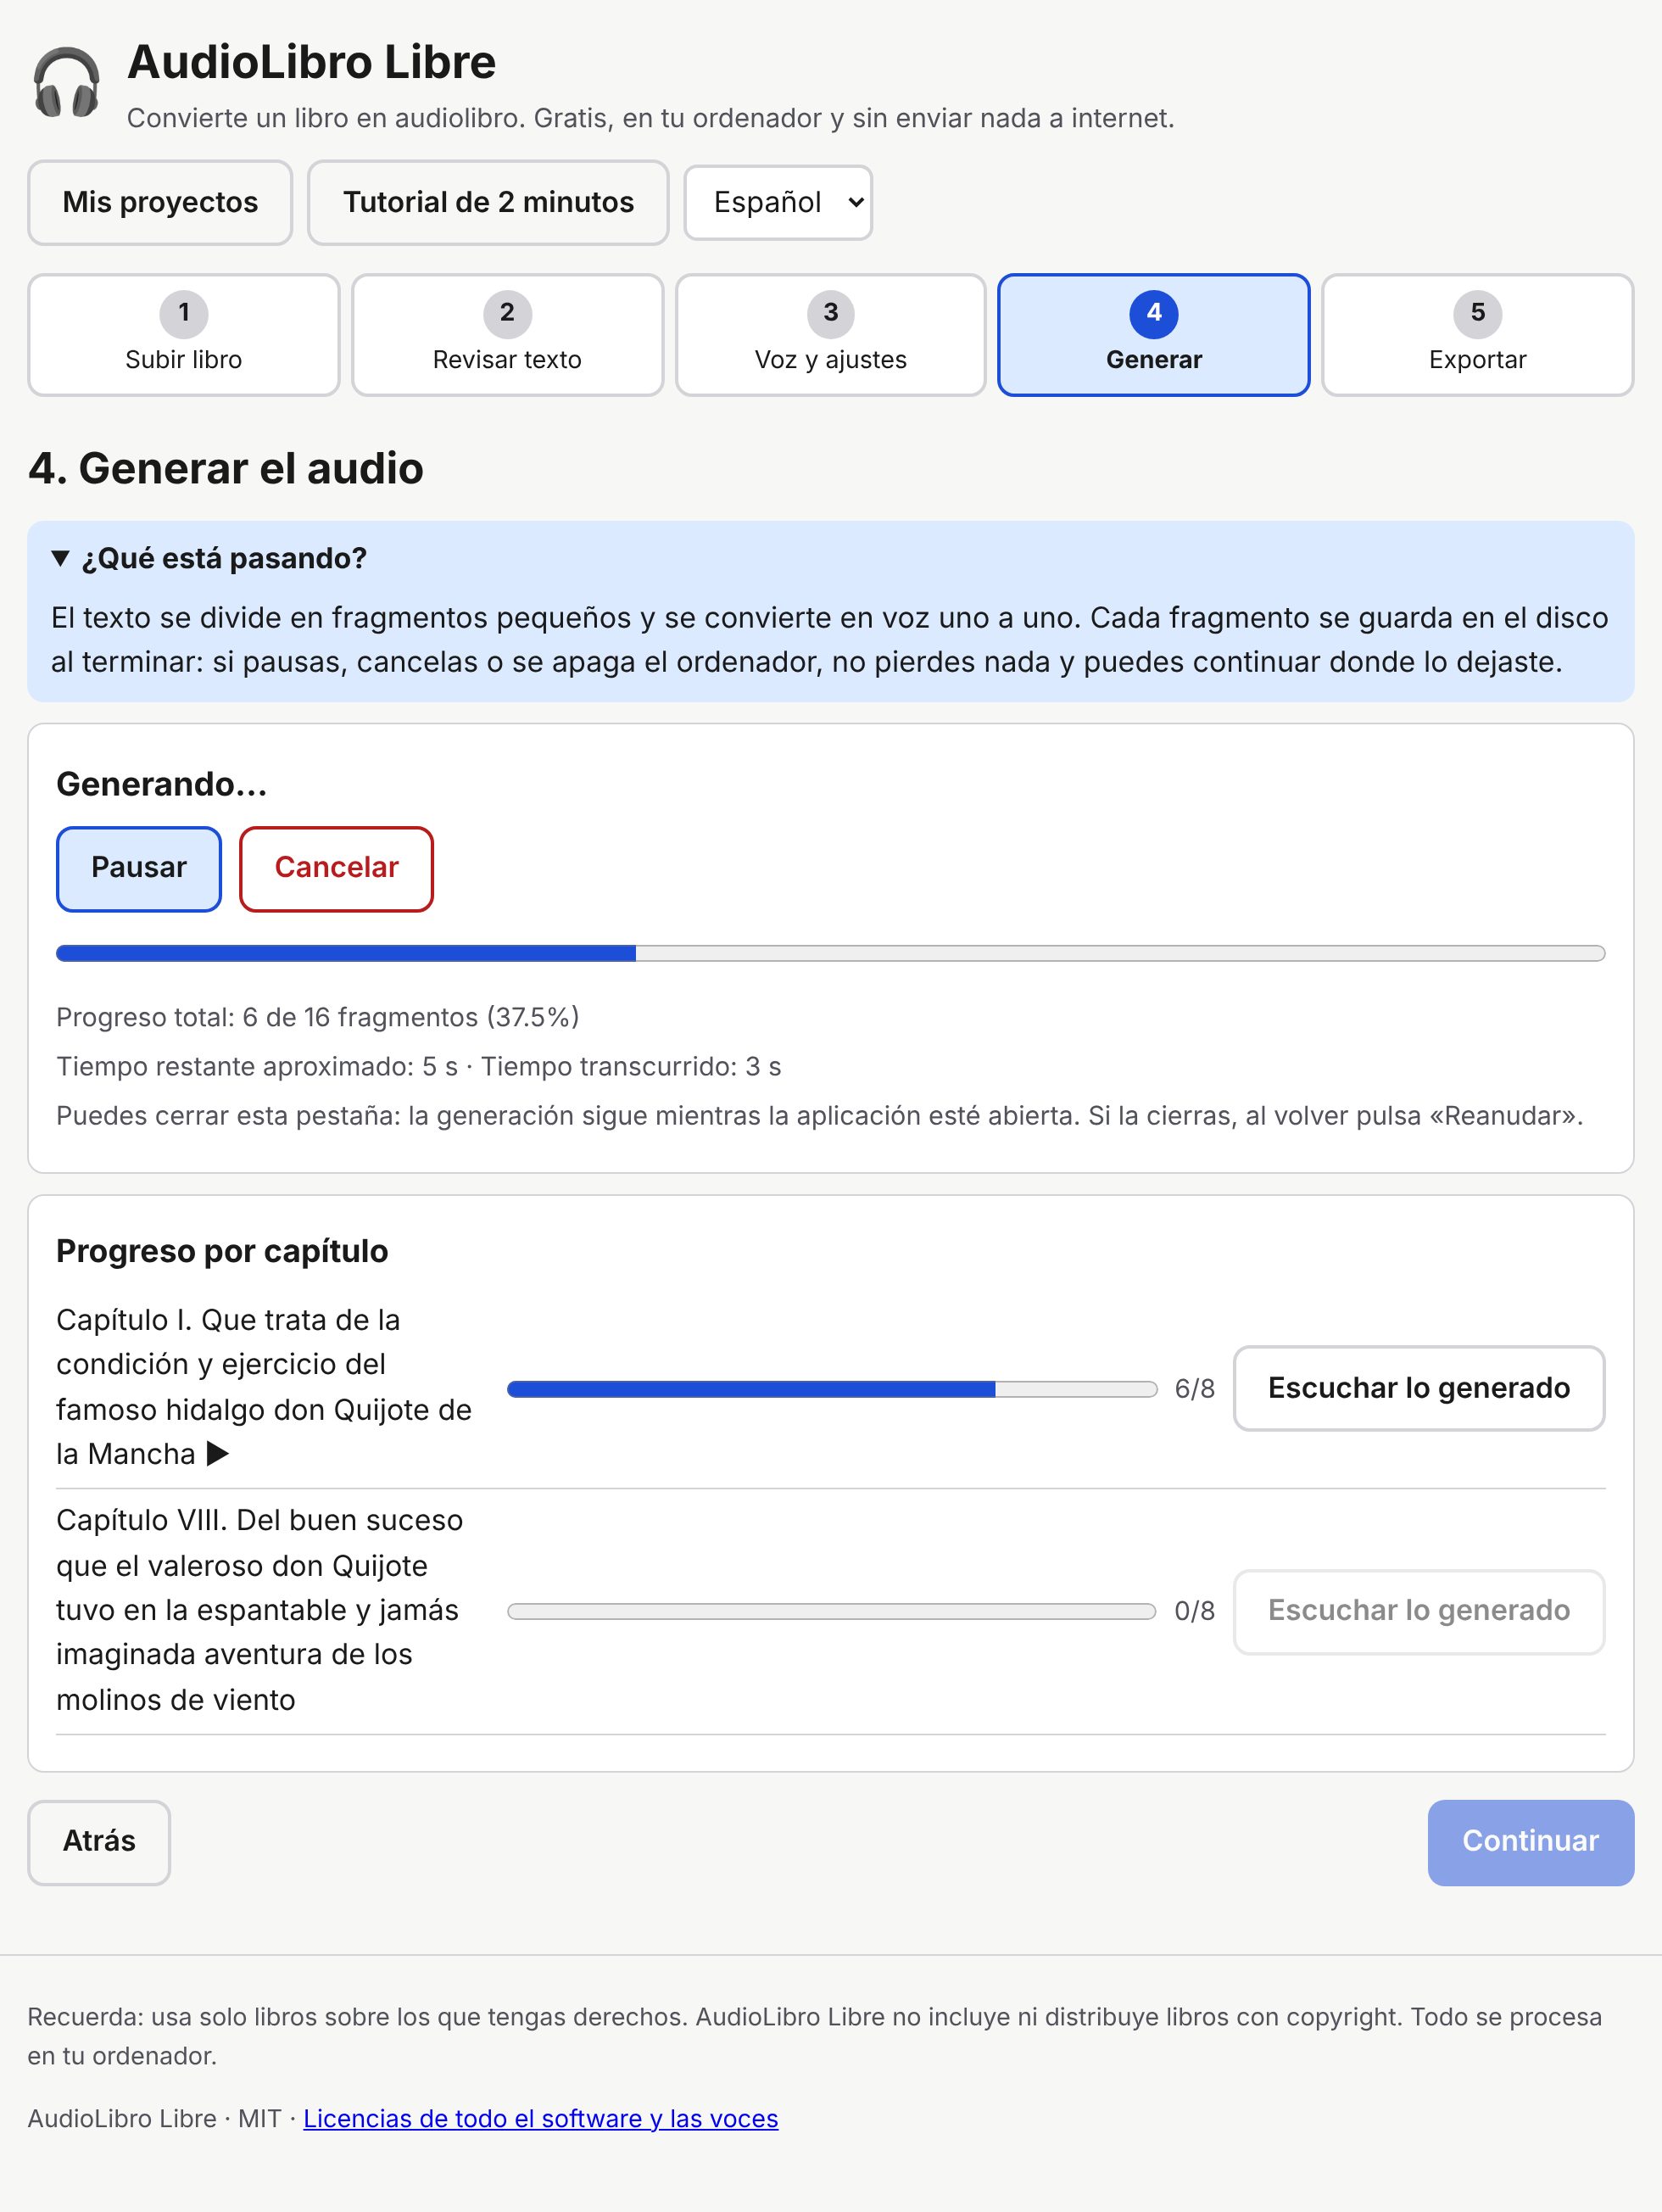 AudioLibro Libre
Convierte un libro en audiolibro. Gratis, en tu ordenador y sin enviar nada a internet.
Mis proyectos
Tutorial de 2 minutos
Español
1
Subir libro
2
Revisar texto
3
Voz y ajustes
4
Generar
5
Exportar
4. Generar el audio
▼ ¿Qué está pasando?
El texto se divide en fragmentos pequeños y se convierte en voz uno a uno. Cada fragmento se guarda en el disco
al terminar: si pausas, cancelas o se apaga el ordenador, no pierdes nada y puedes continuar donde lo dejaste.
Generando…
Pausar
Cancelar
Progreso total: 6 de 16 fragmentos (37.5%)
Tiempo restante aproximado: 5 s · Tiempo transcurrido: 3 s
Puedes cerrar esta pestaña: la generación sigue mientras la aplicación esté abierta. Si la cierras, al volver pulsa «Reanudar».
Progreso por capítulo
Capítulo I. Que trata de la
condición y ejercicio del
famoso hidalgo don Quijote de
la Mancha ▶
6/8
Escuchar lo generado
Capítulo VIII. Del buen suceso
que el valeroso don Quijote
tuvo en la espantable y jamás
imaginada aventura de los
molinos de viento
0/8
Escuchar lo generado
Atrás
Continuar
Recuerda: usa solo libros sobre los que tengas derechos. AudioLibro Libre no incluye ni distribuye libros con copyright. Todo se procesa
en tu ordenador.
AudioLibro Libre · MIT · Licencias de todo el software y las voces